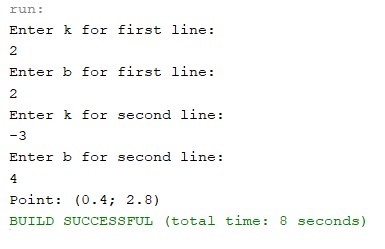 run:
Enter k for first line:
2
Enter b for first line:
2
Enter k for second line:
-3
Enter b for second line:
4
Point: (0.4; 2.8)
BUILD SUCCESSFUL (total time: 8 seconds)